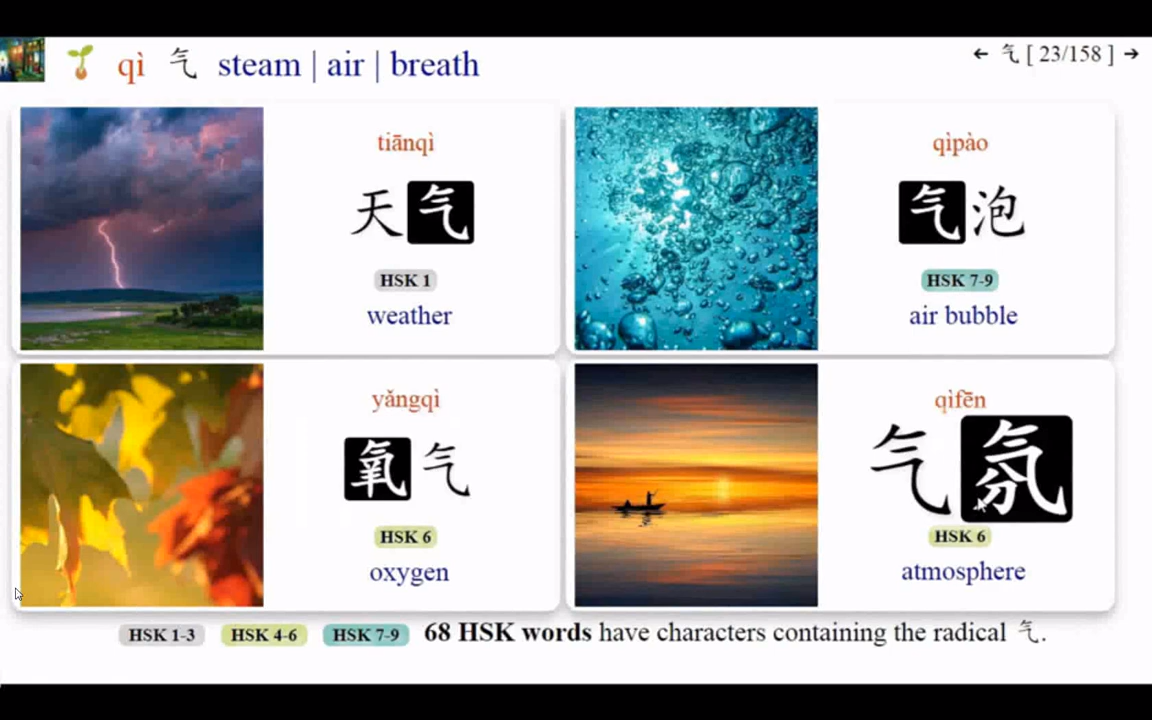 qì 气 steam | air | breath
← 气 [ 23/158 ] →
tiānqì
天气
HSK 1
weather
qìpào
气泡
HSK 7-9
air bubble
yǎngqì
氧气
HSK 6
oxygen
qìfēn
气氛
HSK 6
atmosphere
HSK 1-3 HSK 4-6 HSK 7-9 68 HSK words have characters containing the radical 气.